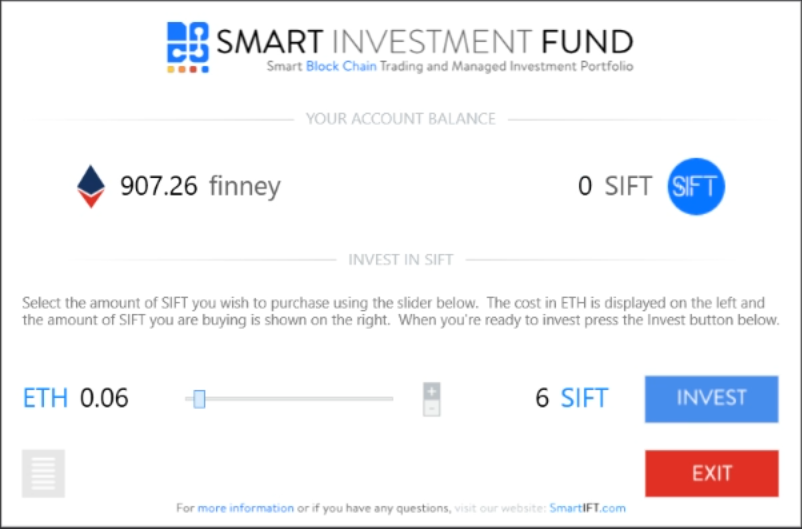 SMART INVESTMENT FUND
Smart Block Chain Trading and Managed Investment Portfolio
YOUR ACCOUNT BALANCE
907.26 finney
0 SIFT SIFT
INVEST IN SIFT
Select the amount of SIFT you wish to purchase using the slider below. The cost in ETH is displayed on the left and
the amount of SIFT you are buying is shown on the right. When you're ready to invest press the Invest button below.
ETH 0.06
6 SIFT
INVEST
EXIT
For more information or if you have any questions, visit our website: SmartIFT.com